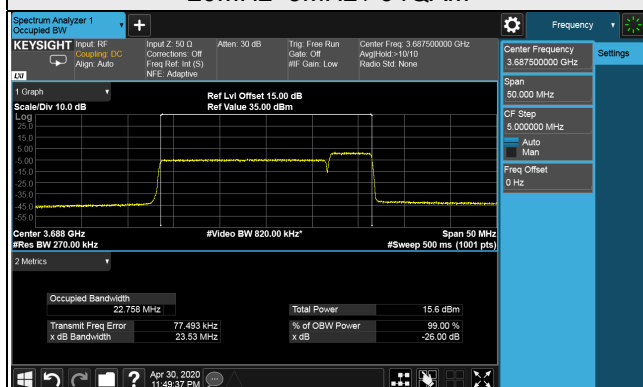 Spectrum Analyzer 1
Occupied BW
Frequency
KEYSIGHT
Input: RF
Coupling: DC
Align: Auto
Input Z: 50 Ω
Corrections: Off
Freq Ref: Int (S)
NFE: Adaptive
Atten: 30 dB
Trig: Free Run
Gate: Off
#IF Gain: Low
Center Freq: 3.687500000 GHz
Avg|Hold:>10/10
Radio Std: None
LXI
Center Frequency
3.687500000 GHz
Settings
Span
50.000 MHz
CF Step
5.000000 MHz
Auto
Man
Freq Offset
0 Hz
1 Graph
Scale/Div 10.0 dB
Ref Lvl Offset 15.00 dB
Ref Value 35.00 dBm
Log
25.0
15.0
5.00
-5.00
-15.0
-25.0
-35.0
-45.0
-55.0
Center 3.688 GHz
#Res BW 270.00 kHz
#Video BW 820.00 kHz*
Span 50 MHz
#Sweep 500 ms (1001 pts)
2 Metrics
Occupied Bandwidth
22.758 MHz
Total Power 15.6 dBm
Transmit Freq Error 77.493 kHz
% of OBW Power 99.00 %
x dB Bandwidth 23.53 MHz
x dB -26.00 dB
?
Apr 30, 2020
11:49:37 PM